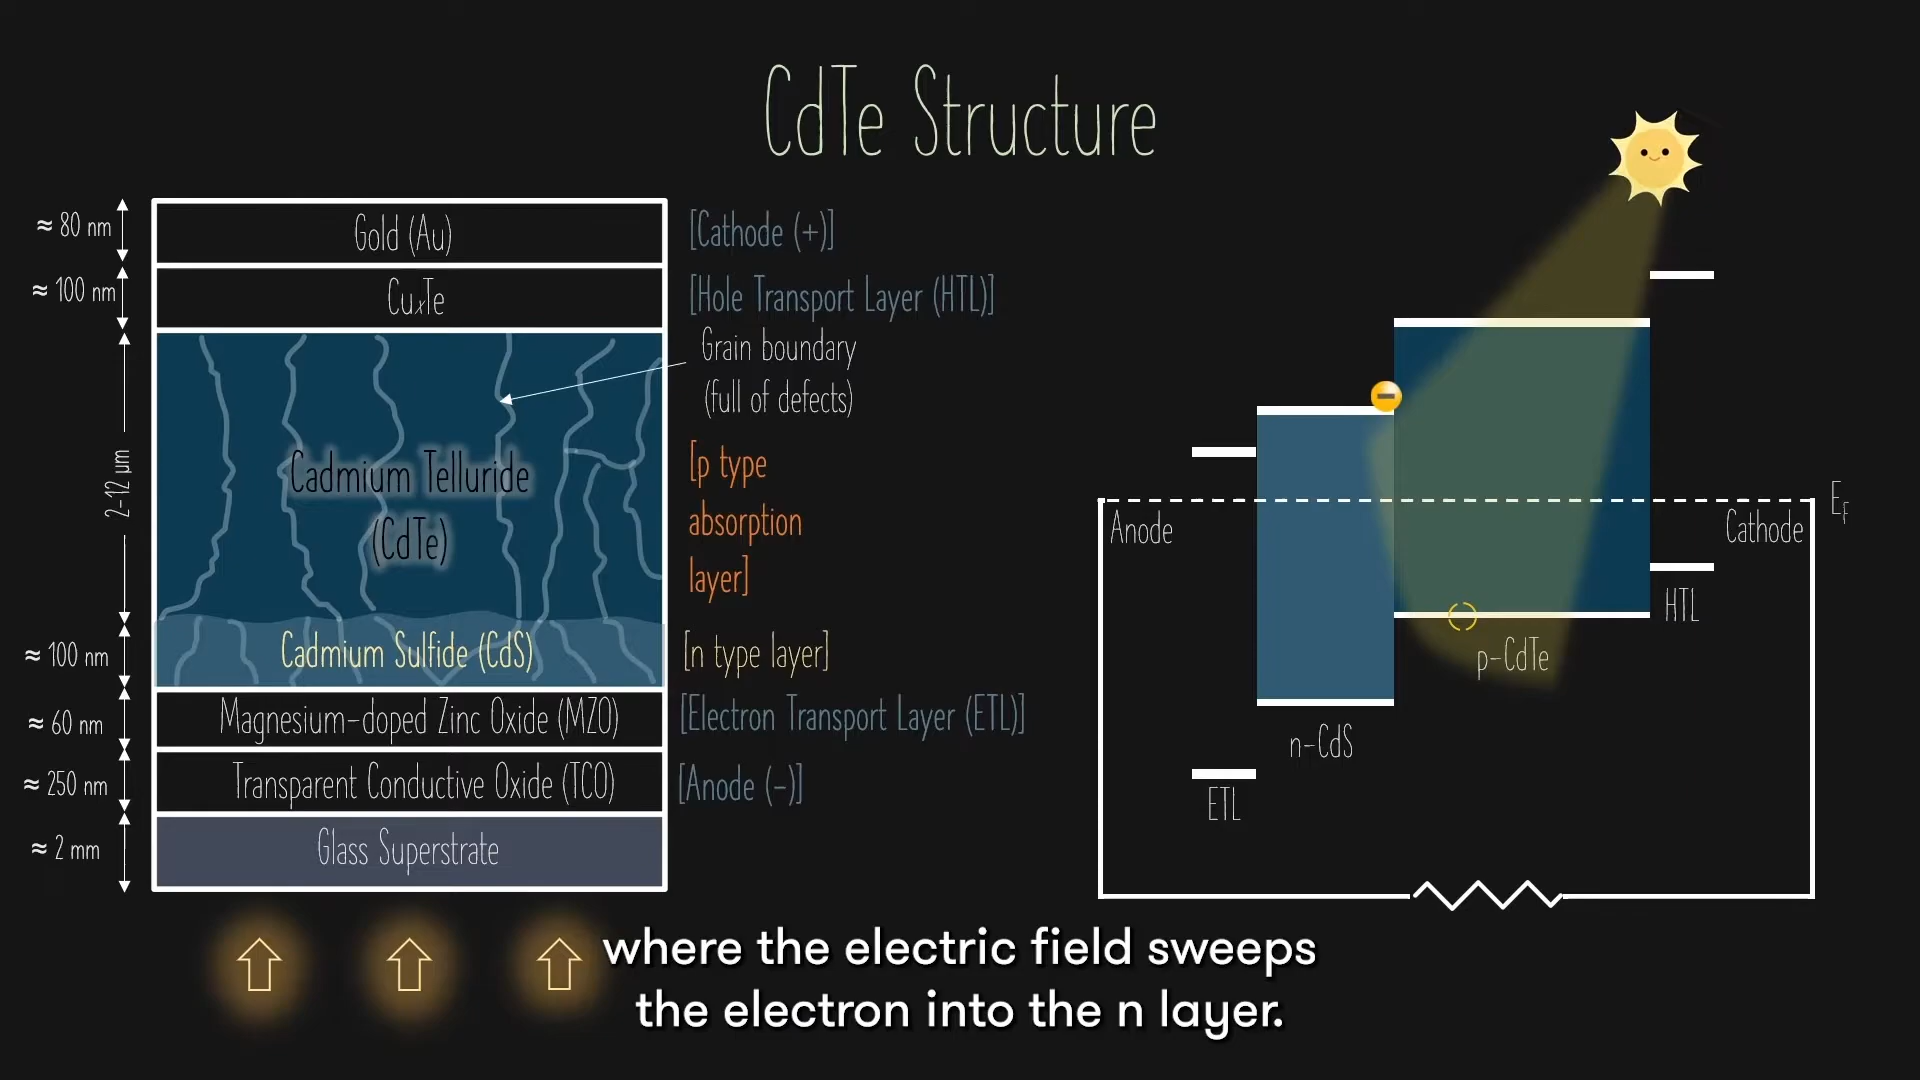 CdTe Structure
≈ 80 nm
Gold (Au)
[Cathode (+)]
≈ 100 nm
CuxTe
[Hole Transport Layer (HTL)]
Grain boundary
(full of defects)
2-12 µm
Cadmium Telluride
(CdTe)
[p type
absorption
layer]
≈ 100 nm
Cadmium Sulfide (CdS)
[n type layer]
≈ 60 nm
Magnesium-doped Zinc Oxide (MZO)
[Electron Transport Layer (ETL)]
≈ 250 nm
Transparent Conductive Oxide (TCO)
[Anode (-)]
≈ 2 mm
Glass Superstrate
EF
Anode
Cathode
HTL
p-CdTe
n-CdS
ETL
where the electric field sweeps
the electron into the n layer.